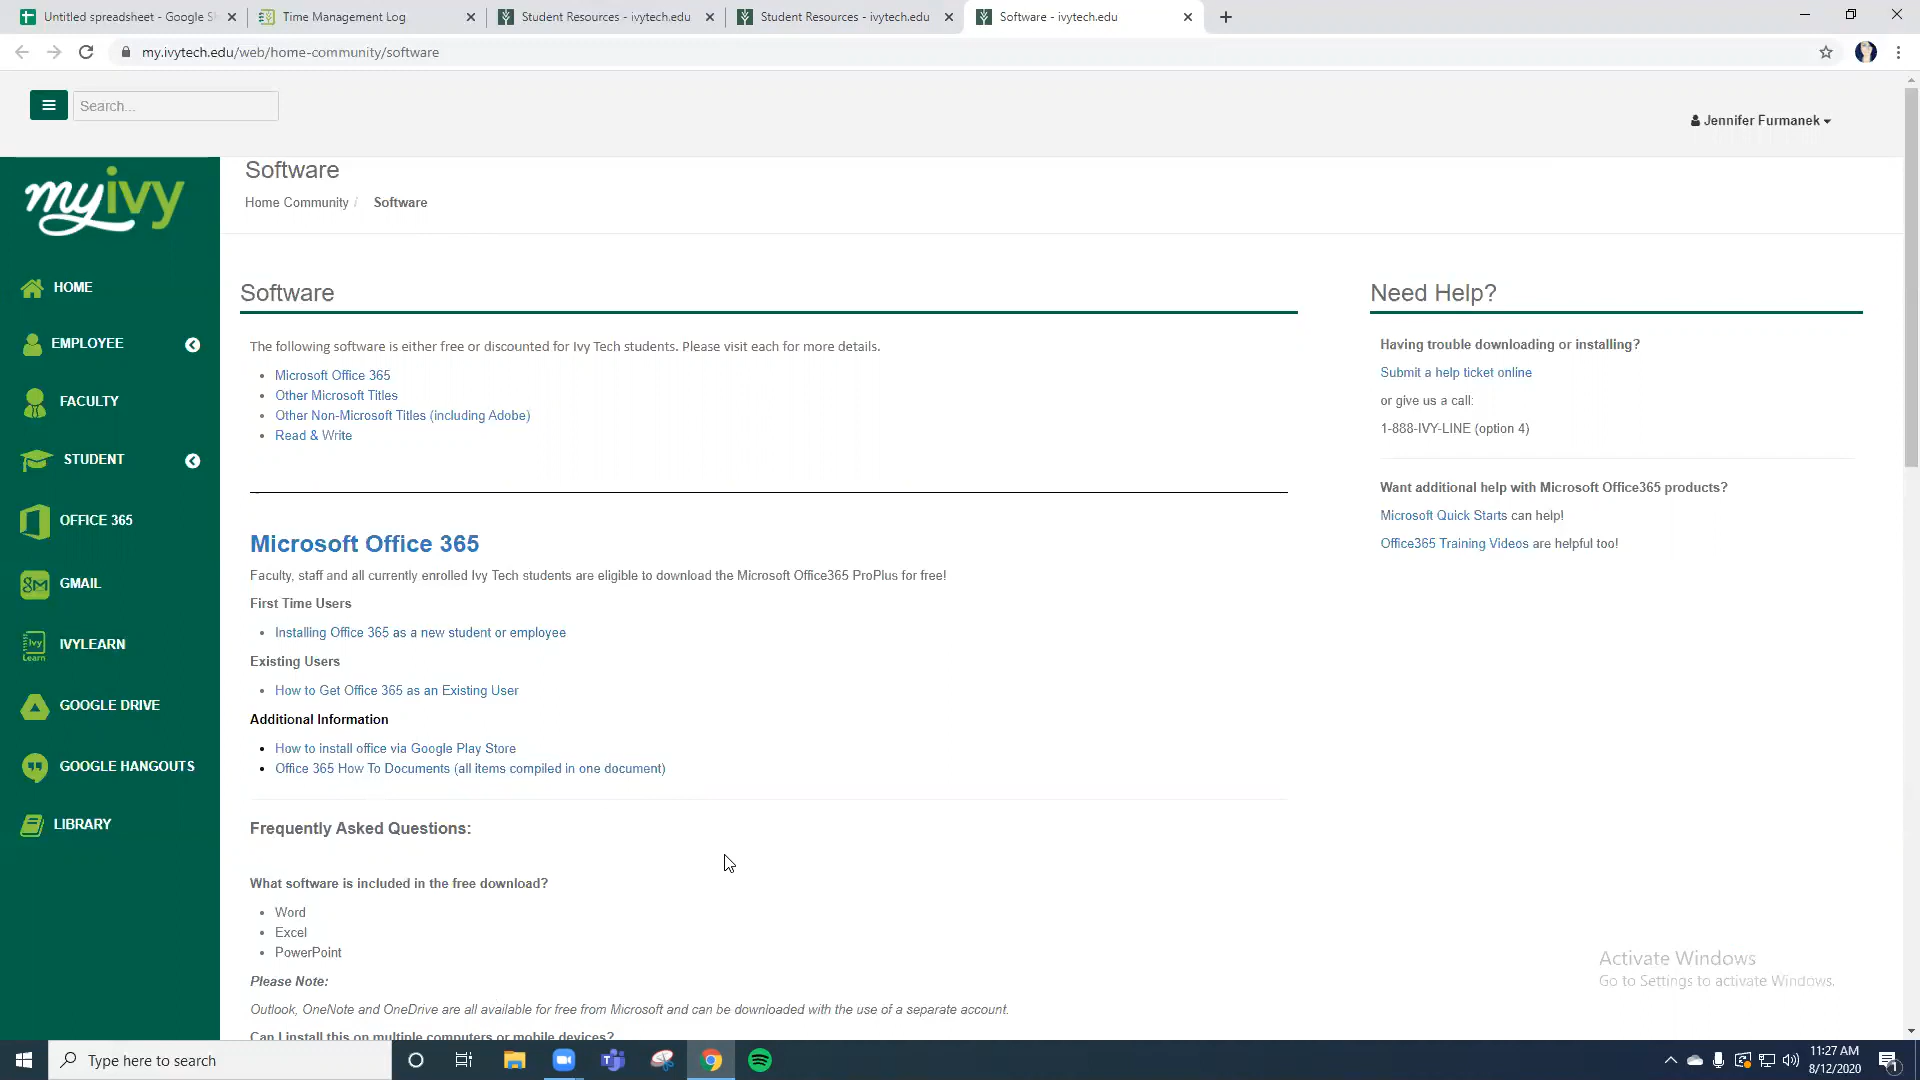 Untitled spreadsheet - Google S
Time Management Log
Student Resources - ivytech.edu
Student Resources - ivytech.edu
Software - ivytech.edu
my.ivytech.edu/web/home-community/software
Search...
Jennifer Furmanek
myivy
HOME
EMPLOYEE
FACULTY
STUDENT
OFFICE 365
GMAIL
Ivy Learn
IVYLEARN
GOOGLE DRIVE
GOOGLE HANGOUTS
LIBRARY
Software
Home Community / Software
Software
The following software is either free or discounted for Ivy Tech students. Please visit each for more details.
Microsoft Office 365
Other Microsoft Titles
Other Non-Microsoft Titles (including Adobe)
Read & Write
Microsoft Office 365
Faculty, staff and all currently enrolled Ivy Tech students are eligible to download the Microsoft Office365 ProPlus for free!
First Time Users
Installing Office 365 as a new student or employee
Existing Users
How to Get Office 365 as an Existing User
Additional Information
How to install office via Google Play Store
Office 365 How To Documents (all items compiled in one document)
Frequently Asked Questions:
What software is included in the free download?
Word
Excel
PowerPoint
Please Note:
Outlook, OneNote and OneDrive are all available for free from Microsoft and can be downloaded with the use of a separate account.
Can I install this on multiple computers or mobile devices?
Need Help?
Having trouble downloading or installing?
Submit a help ticket online
or give us a call:
1-888-IVY-LINE (option 4)
Want additional help with Microsoft Office365 products?
Microsoft Quick Starts can help!
Office365 Training Videos are helpful too!
Activate Windows
Go to Settings to activate Windows.
Type here to search
11:27 AM
8/12/2020
1